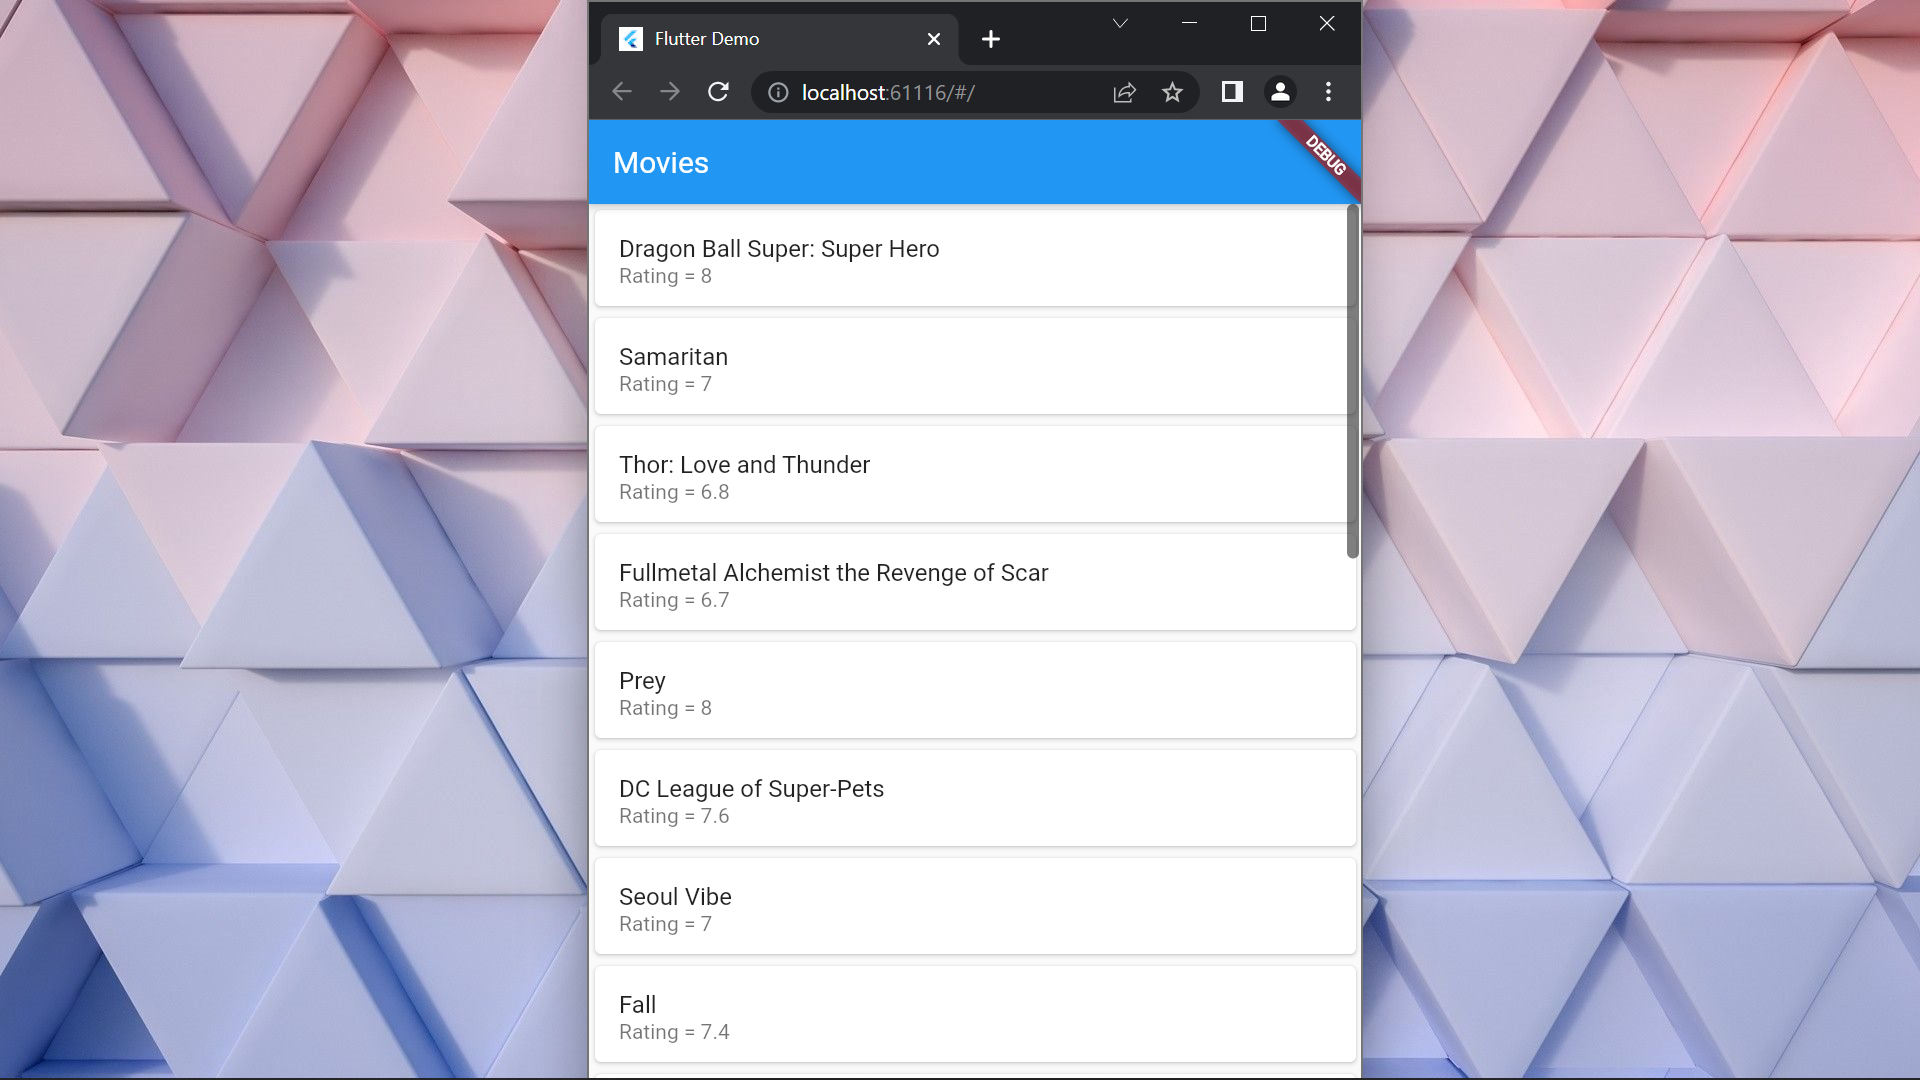 Flutter Demo
localhost:61116/#/
Movies
DEBUG
Dragon Ball Super: Super Hero
Rating = 8
Samaritan
Rating = 7
Thor: Love and Thunder
Rating = 6.8
Fullmetal Alchemist the Revenge of Scar
Rating = 6.7
Prey
Rating = 8
DC League of Super-Pets
Rating = 7.6
Seoul Vibe
Rating = 7
Fall
Rating = 7.4